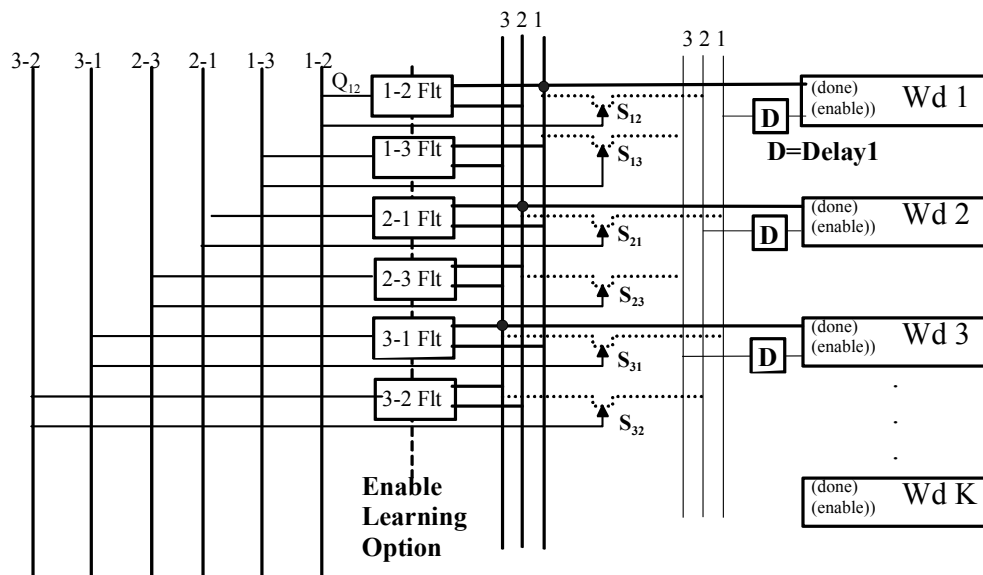 3 2 1
3 2 1
3-2 3-1 2-3 2-1 1-3 1-2
Q12
1-2 Flt
S12
(done)
(enable))
Wd 1
D
D=Delay1
1-3 Flt
S13
2-1 Flt
S21
(done)
(enable))
Wd 2
D
2-3 Flt
S23
3-1 Flt
S31
(done)
(enable))
Wd 3
D
3-2 Flt
S32
Enable
Learning
Option
(done)
(enable))
Wd K